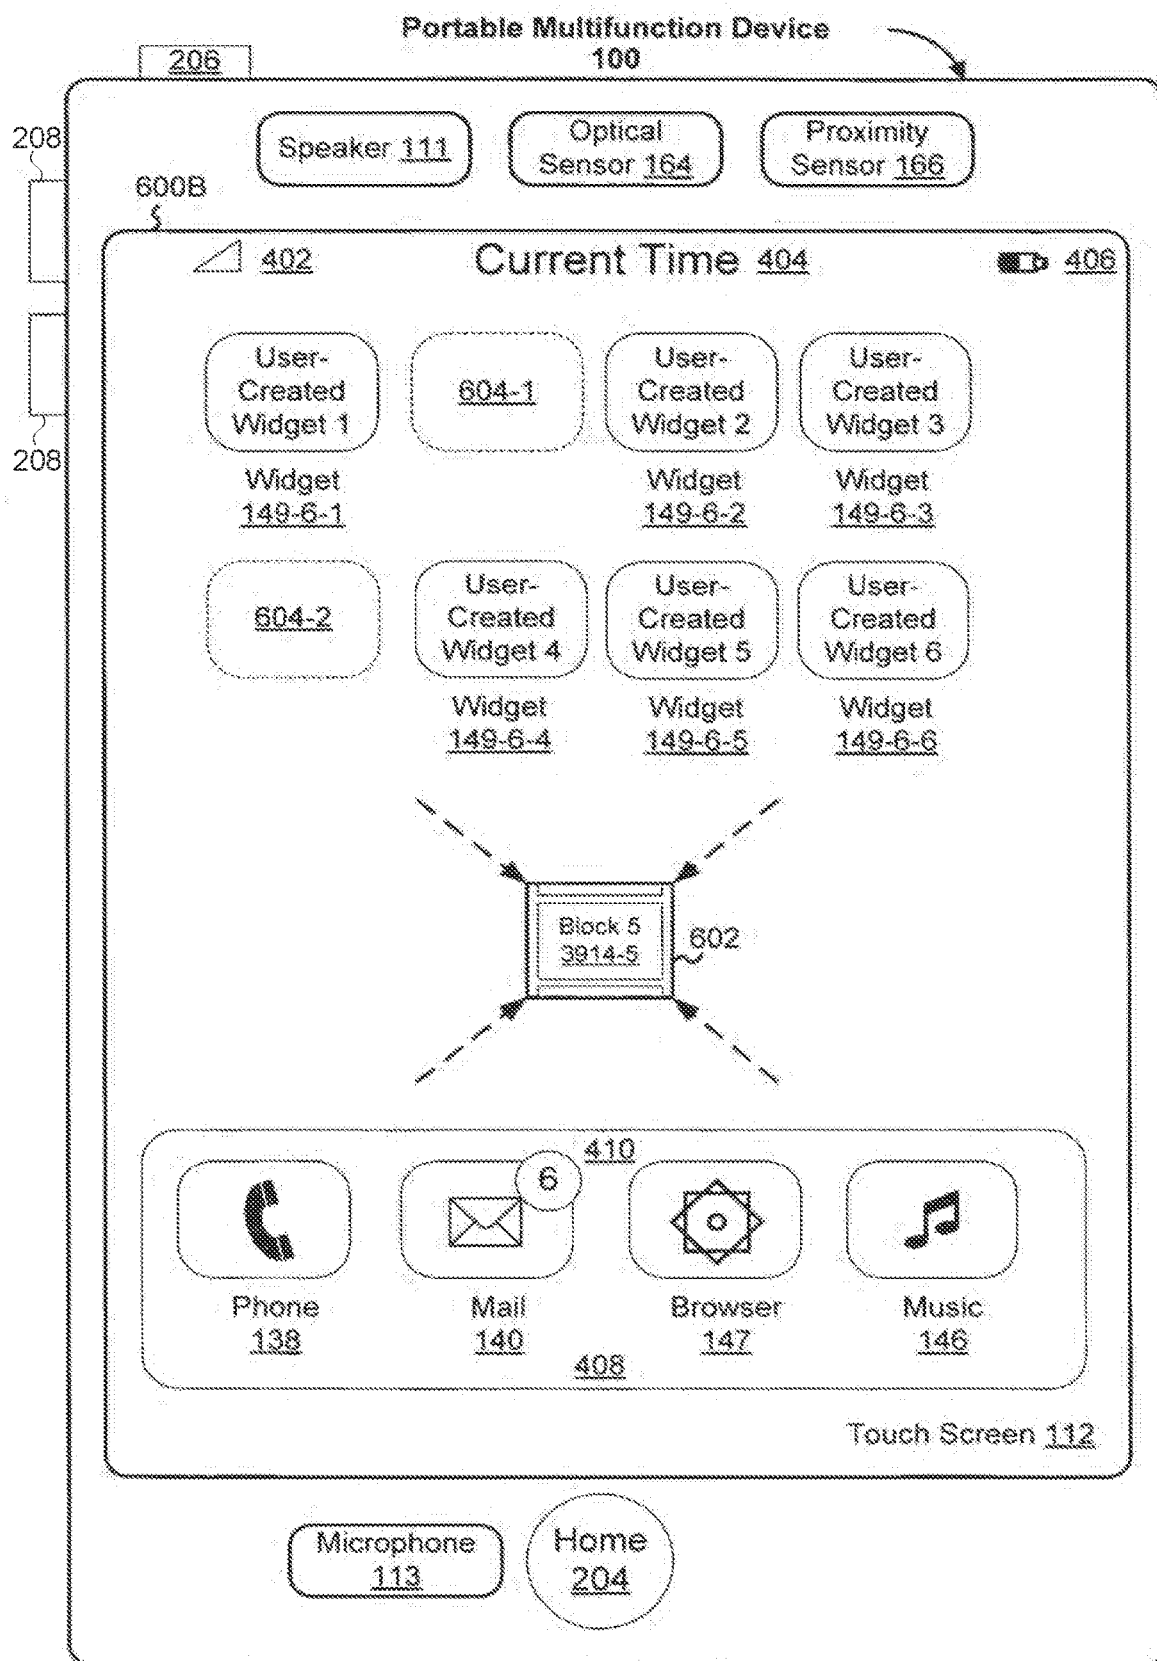 Portable Multifunction Device
100
206
Speaker 111
Optical
Sensor 164
Proximity
Sensor 166
208
600B
402
Current Time 404
406
User-
Created
Widget 1
604-1
User-
Created
Widget 2
User-
Created
Widget 3
208
Widget
149-6-1
Widget
149-6-2
Widget
149-6-3
604-2
User-
Created
Widget 4
User-
Created
Widget 5
User-
Created
Widget 6
Widget
149-6-4
Widget
149-6-5
Widget
149-6-6
Block 5
3914-5
602
410
6
Phone
138
Mail
140
Browser
147
Music
146
408
Touch Screen 112
Microphone
113
Home
204